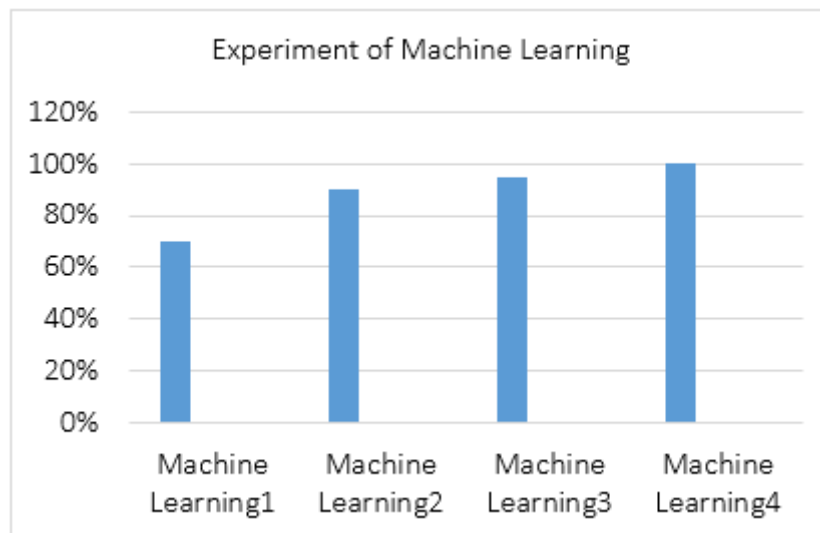 Experiment of Machine Learning
120%
100%
80%
60%
40%
20%
0%
Machine Learning1
Machine Learning2
Machine Learning3
Machine Learning4